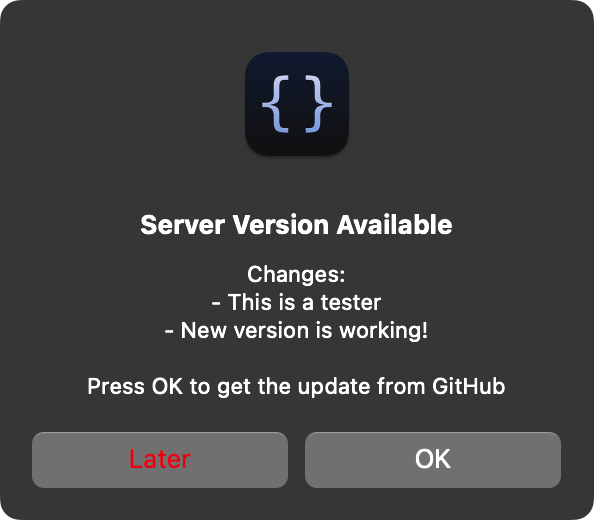 { }
Server Version Available
Changes:
- This is a tester
- New version is working!
Press OK to get the update from GitHub
Later
OK